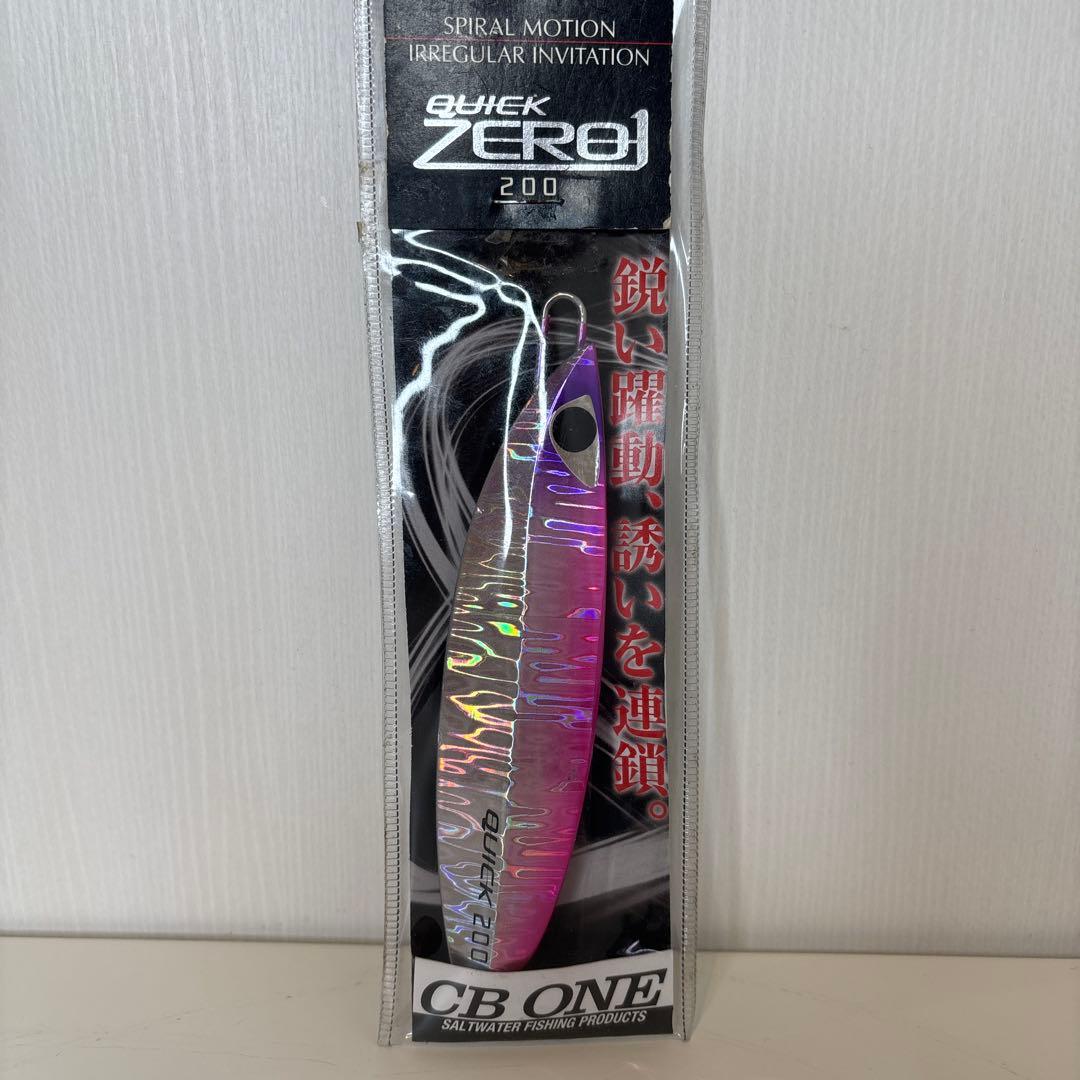 SPIRAL MOTION
IRREGULAR INVITATION
QUICK
ZERO1
200
鋭い躍動、誘いを連鎖。
QUICK 200
CB ONE
SALTWATER FISHING PRODUCTS